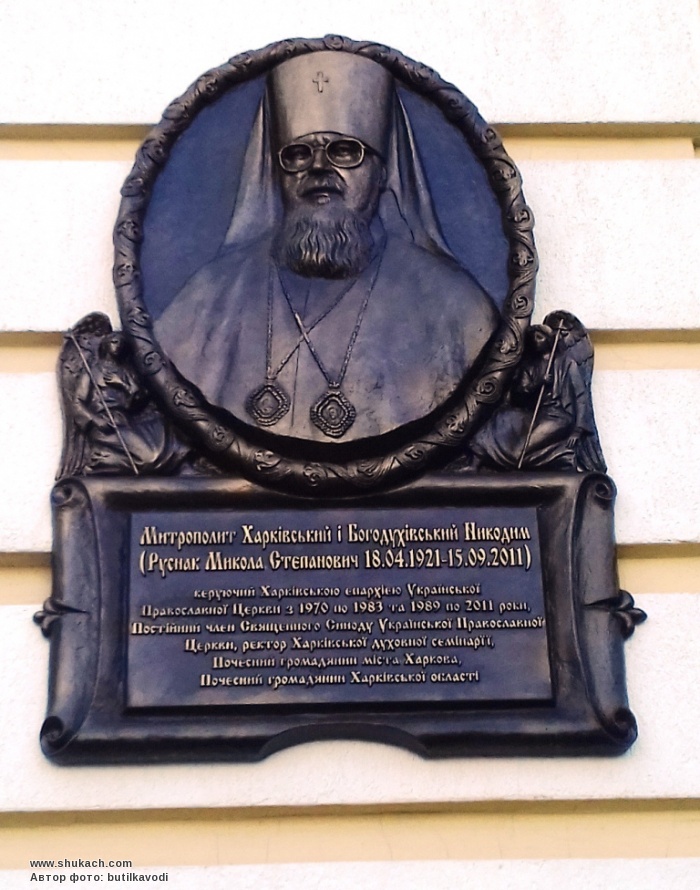 Митрополит Харківський і Богодухівський Никодим
(Руснак Микола Степанович 18.04.1921-15.09.2011)
керуючий Харківською єпархією Української
Православної Церкви з 1970 по 1983 та 1989 по 2011 роки,
Постійний член Священного Синоду Української Православної
Церкви, ректор Харківської духовної семінарії,
Почесний громадянин міста Харкова,
Почесний громадянин Харківської області
www.shukach.com
Автор фото: butilkavodi